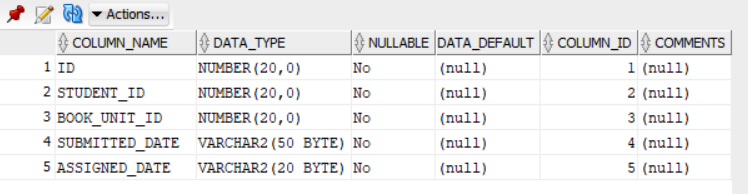 Actions...
COLUMN_NAME DATA_TYPE NULLABLE DATA_DEFAULT COLUMN_ID COMMENTS
1 ID NUMBER(20,0) No (null) 1 (null)
2 STUDENT_ID NUMBER(20,0) No (null) 2 (null)
3 BOOK_UNIT_ID NUMBER(20,0) No (null) 3 (null)
4 SUBMITTED_DATE VARCHAR2(50 BYTE) No (null) 4 (null)
5 ASSIGNED_DATE VARCHAR2(20 BYTE) No (null) 5 (null)